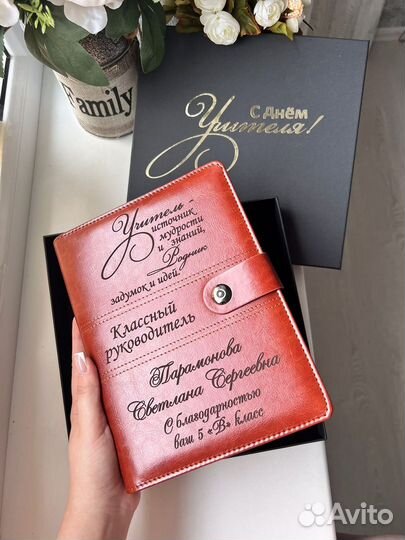 Family
С Днём
Учителя!
Учитель -
источник
мудрости
и знаний,
Родник
задумок и идей.
Классный
руководитель
Парамонова
Светлана Сергеевна
С благодарностью
ваш 5 «В» класс
Avito